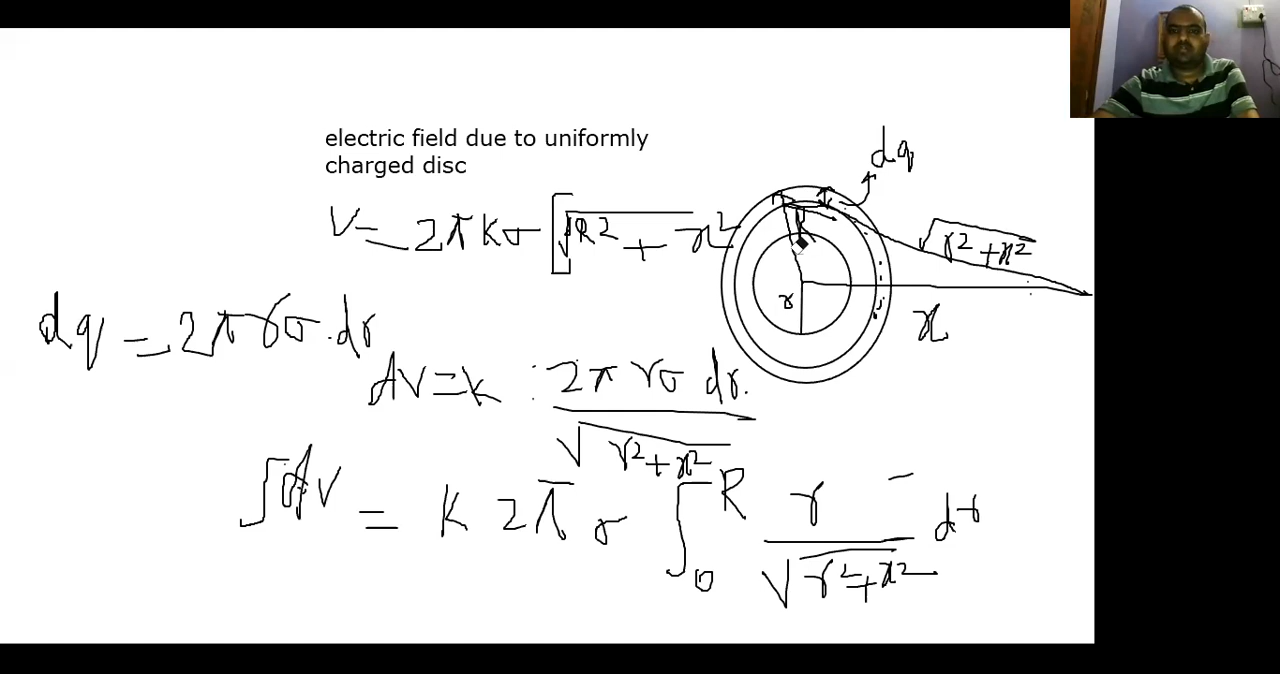 electric field due to uniformly
charged disc
dq
V = 2πkσ [√R² + x²
√r² + x²
r
x
dq = 2πrσ.dr
dV = k 2πrσ dr.
√r² + x²
∫dV = k 2πσ ∫₀ᴿ r dr
√r² + x²